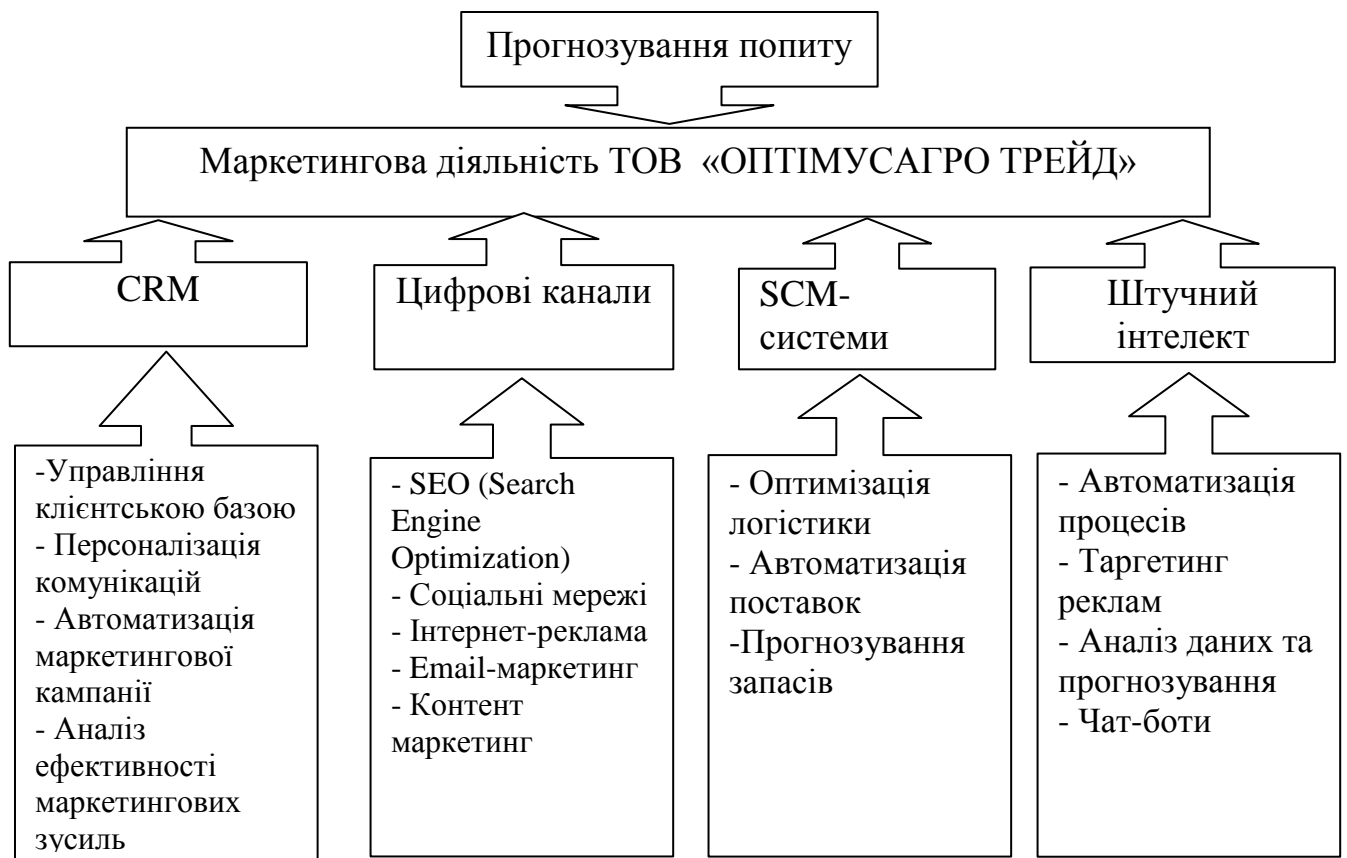 Прогнозування попиту
Маркетингова діяльність ТОВ «ОПТІМУСАГРО ТРЕЙД»
CRM
Цифрові канали
SCM-
системи
Штучний
інтелект
-Управління
клієнтською базою
- Персоналізація
комунікацій
- Автоматизація
маркетингової
кампанії
- Аналіз
ефективності
маркетингових
зусиль
- SEO (Search
Engine
Optimization)
- Соціальні мережі
- Інтернет-реклама
- Email-маркетинг
- Контент
маркетинг
- Оптимізація
логістики
- Автоматизація
поставок
-Прогнозування
запасів
- Автоматизація
процесів
- Таргетинг
реклам
- Аналіз даних та
прогнозування
- Чат-боти